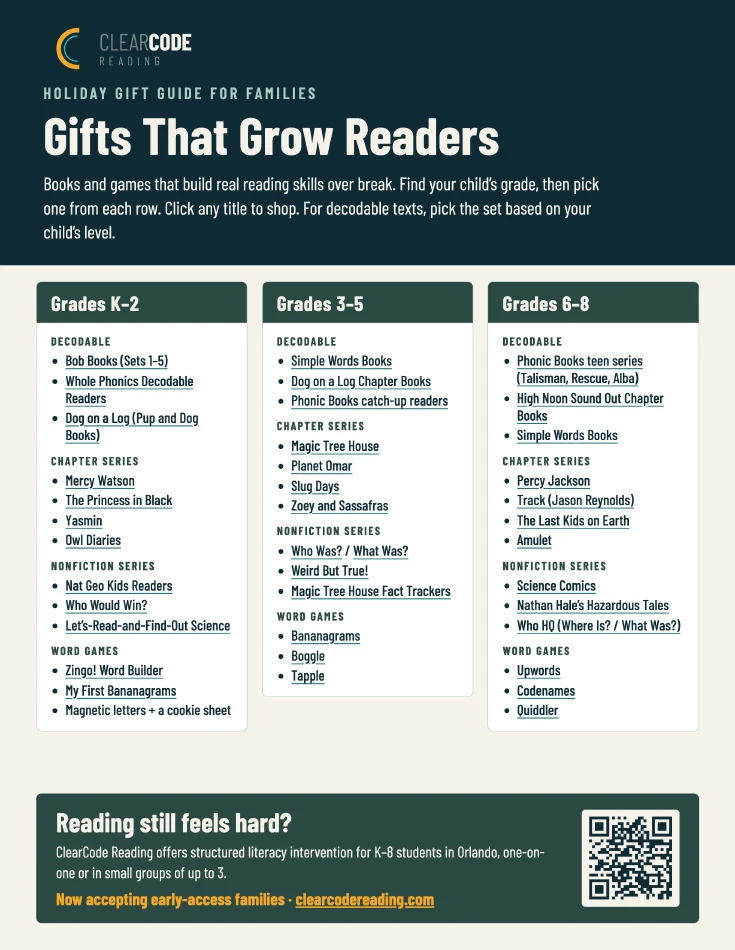 CLEARCODE
READING
HOLIDAY GIFT GUIDE FOR FAMILIES
Gifts That Grow Readers
Books and games that build real reading skills over break. Find your child's grade, then pick
one from each row. Click any title to shop. For decodable texts, pick the set based on your
child's level.
Grades K–2
DECODABLE
• Bob Books (Sets 1–5)
• Whole Phonics Decodable
Readers
• Dog on a Log (Pup and Dog
Books)
CHAPTER SERIES
• Mercy Watson
• The Princess in Black
• Yasmin
• Owl Diaries
NONFICTION SERIES
• Nat Geo Kids Readers
• Who Would Win?
• Let's-Read-and-Find-Out Science
WORD GAMES
• Zingo! Word Builder
• My First Bananagrams
• Magnetic letters + a cookie sheet
Grades 3–5
DECODABLE
• Simple Words Books
• Dog on a Log Chapter Books
• Phonic Books catch-up readers
CHAPTER SERIES
• Magic Tree House
• Planet Omar
• Slug Days
• Zoey and Sassafras
NONFICTION SERIES
• Who Was? / What Was?
• Weird But True!
• Magic Tree House Fact Trackers
WORD GAMES
• Bananagrams
• Boggle
• Tapple
Grades 6–8
DECODABLE
• Phonic Books teen series
(Talisman, Rescue, Alba)
• High Noon Sound Out Chapter
Books
• Simple Words Books
CHAPTER SERIES
• Percy Jackson
• Track (Jason Reynolds)
• The Last Kids on Earth
• Amulet
NONFICTION SERIES
• Science Comics
• Nathan Hale's Hazardous Tales
• Who HQ (Where Is? / What Was?)
WORD GAMES
• Upwords
• Codenames
• Quiddler
Reading still feels hard?
ClearCode Reading offers structured literacy intervention for K–8 students in Orlando, one-on-
one or in small groups of up to 3.
Now accepting early-access families · clearcodereading.com